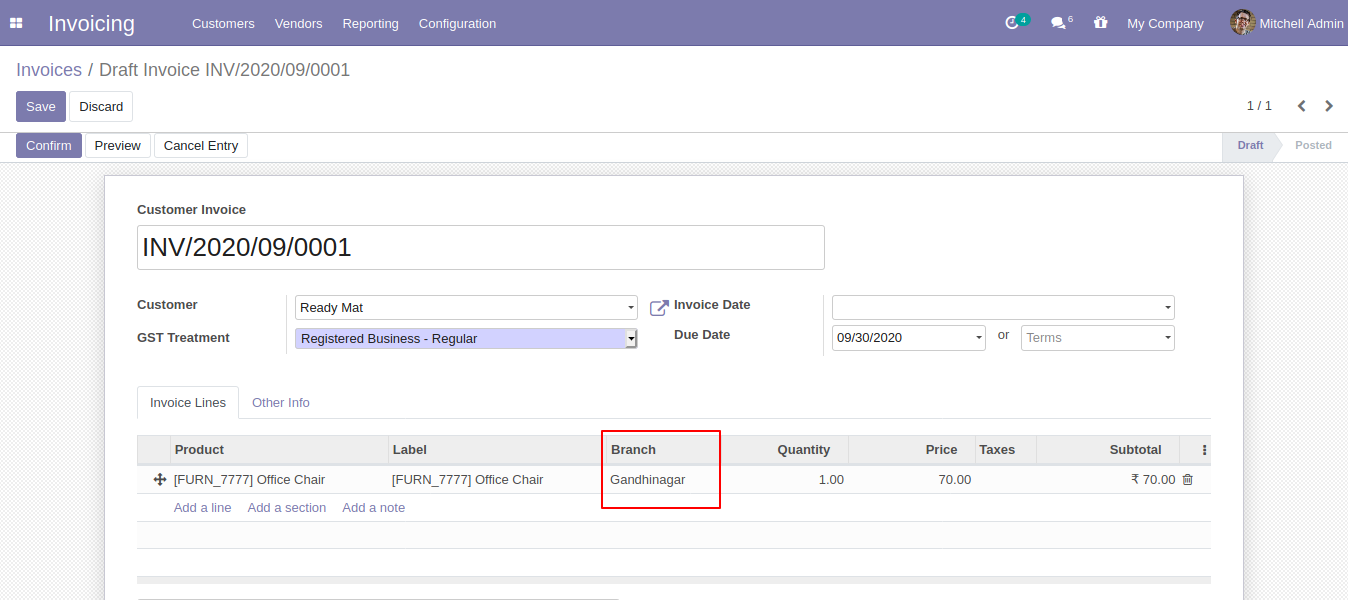 Invoicing Customers Vendors Reporting Configuration 4 6 My Company Mitchell Admin
Invoices / Draft Invoice INV/2020/09/0001
Save Discard 1 / 1
Confirm Preview Cancel Entry Draft Posted
Customer Invoice
INV/2020/09/0001
Customer Ready Mat Invoice Date
GST Treatment Registered Business - Regular Due Date 09/30/2020 or Terms
Invoice Lines Other Info
Product Label Branch Quantity Price Taxes Subtotal
[FURN_7777] Office Chair [FURN_7777] Office Chair Gandhinagar 1.00 70.00 ₹ 70.00
Add a line Add a section Add a note